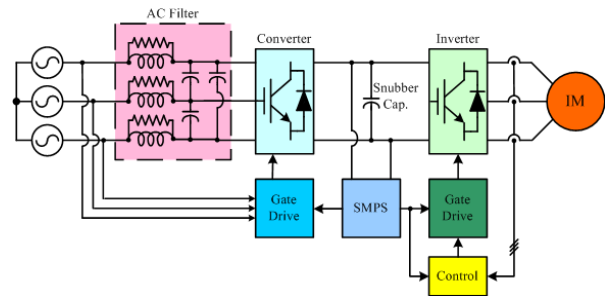 AC Filter
Converter
Inverter
Snubber
Cap.
IM
Gate
Drive
SMPS
Gate
Drive
Control